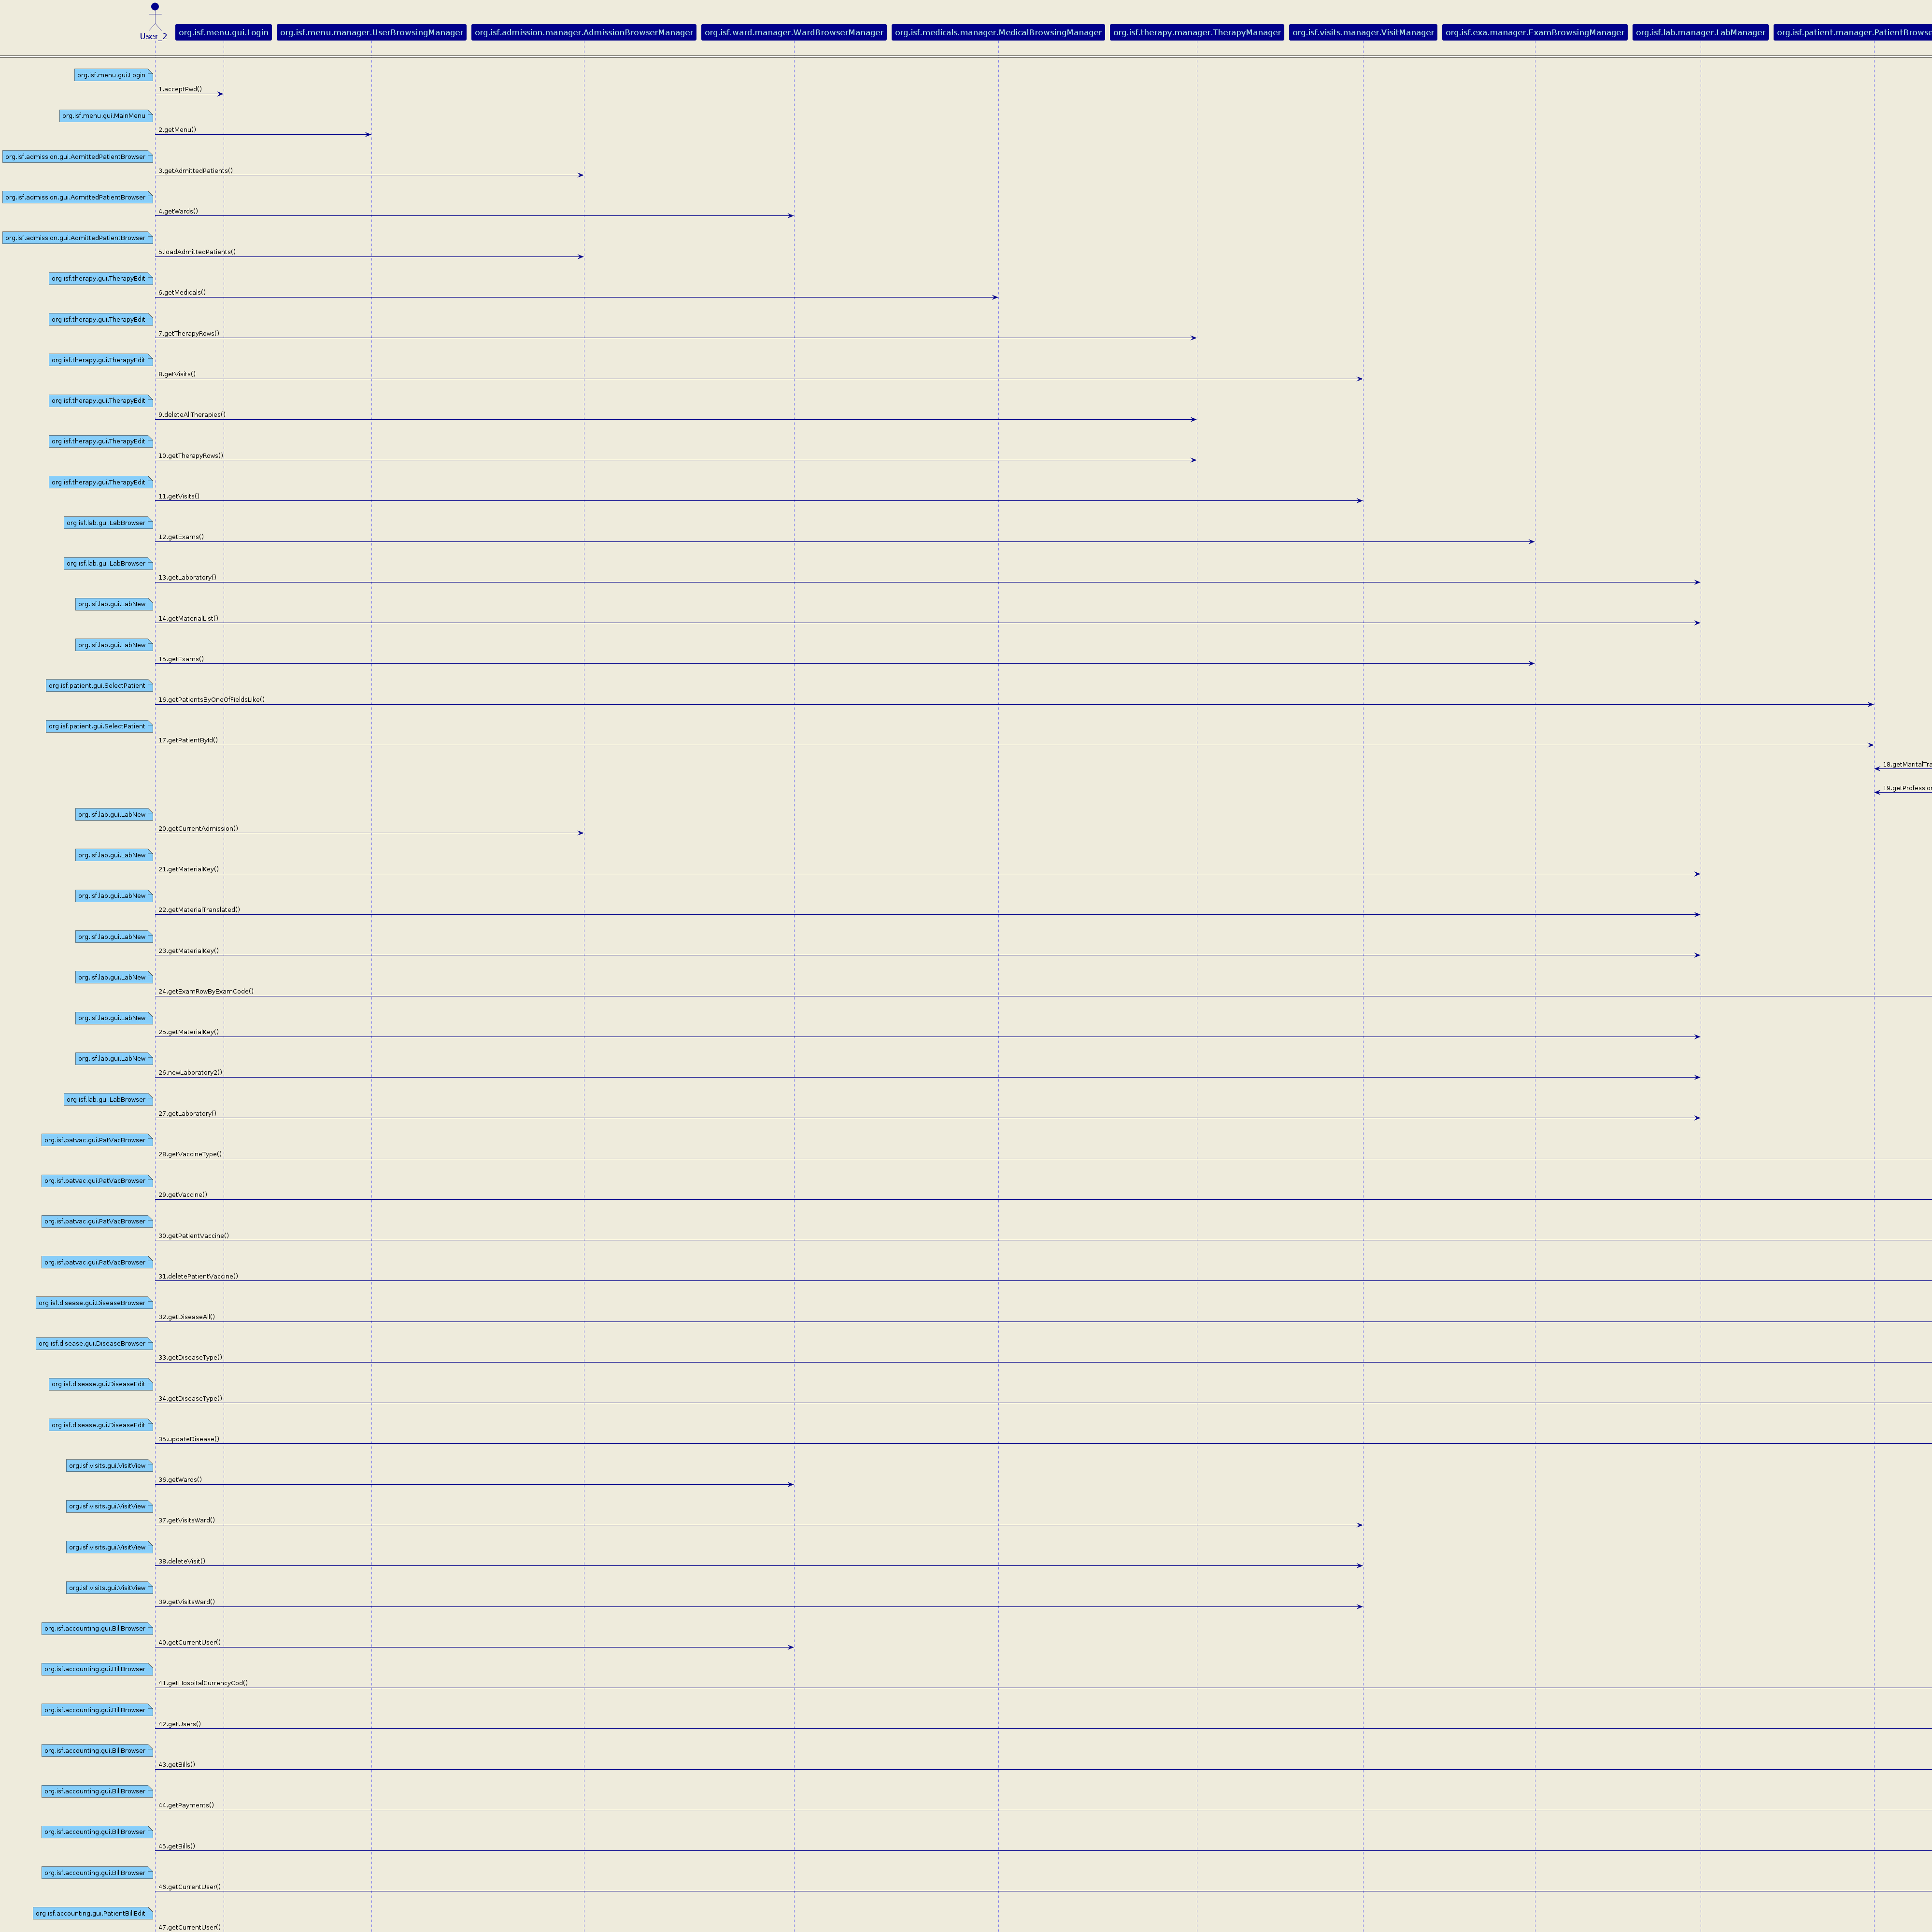 User_2
org.isf.menu.gui.Login
org.isf.menu.manager.UserBrowsingManager
org.isf.admission.manager.AdmissionBrowserManager
org.isf.ward.manager.WardBrowserManager
org.isf.medicals.manager.MedicalBrowsingManager
org.isf.therapy.manager.TherapyManager
org.isf.visits.manager.VisitManager
org.isf.exa.manager.ExamBrowsingManager
org.isf.lab.manager.LabManager
org.isf.patient.manager.PatientBrowse
org.isf.menu.gui.Login
1.acceptPwd()
org.isf.menu.gui.MainMenu
2.getMenu()
org.isf.admission.gui.AdmittedPatientBrowser
3.getAdmittedPatients()
org.isf.admission.gui.AdmittedPatientBrowser
4.getWards()
org.isf.admission.gui.AdmittedPatientBrowser
5.loadAdmittedPatients()
org.isf.therapy.gui.TherapyEdit
6.getMedicals()
org.isf.therapy.gui.TherapyEdit
7.getTherapyRows()
org.isf.therapy.gui.TherapyEdit
8.getVisits()
org.isf.therapy.gui.TherapyEdit
9.deleteAllTherapies()
org.isf.therapy.gui.TherapyEdit
10.getTherapyRows()
org.isf.therapy.gui.TherapyEdit
11.getVisits()
org.isf.lab.gui.LabBrowser
12.getExams()
org.isf.lab.gui.LabBrowser
13.getLaboratory()
org.isf.lab.gui.LabNew
14.getMaterialList()
org.isf.lab.gui.LabNew
15.getExams()
org.isf.patient.gui.SelectPatient
16.getPatientsByOneOfFieldsLike()
org.isf.patient.gui.SelectPatient
17.getPatientById()
18.getMaritalTra
19.getProfession
org.isf.lab.gui.LabNew
20.getCurrentAdmission()
org.isf.lab.gui.LabNew
21.getMaterialKey()
org.isf.lab.gui.LabNew
22.getMaterialTranslated()
org.isf.lab.gui.LabNew
23.getMaterialKey()
org.isf.lab.gui.LabNew
24.getExamRowByExamCode()
org.isf.lab.gui.LabNew
25.getMaterialKey()
org.isf.lab.gui.LabNew
26.newLaboratory2()
org.isf.lab.gui.LabBrowser
27.getLaboratory()
org.isf.patvac.gui.PatVacBrowser
28.getVaccineType()
org.isf.patvac.gui.PatVacBrowser
29.getVaccine()
org.isf.patvac.gui.PatVacBrowser
30.getPatientVaccine()
org.isf.patvac.gui.PatVacBrowser
31.deletePatientVaccine()
org.isf.disease.gui.DiseaseBrowser
32.getDiseaseAll()
org.isf.disease.gui.DiseaseBrowser
33.getDiseaseType()
org.isf.disease.gui.DiseaseEdit
34.getDiseaseType()
org.isf.disease.gui.DiseaseEdit
35.updateDisease()
org.isf.visits.gui.VisitView
36.getWards()
org.isf.visits.gui.VisitView
37.getVisitsWard()
org.isf.visits.gui.VisitView
38.deleteVisit()
org.isf.visits.gui.VisitView
39.getVisitsWard()
org.isf.accounting.gui.BillBrowser
40.getCurrentUser()
org.isf.accounting.gui.BillBrowser
41.getHospitalCurrencyCod()
org.isf.accounting.gui.BillBrowser
42.getUsers()
org.isf.accounting.gui.BillBrowser
43.getBills()
org.isf.accounting.gui.BillBrowser
44.getPayments()
org.isf.accounting.gui.BillBrowser
45.getBills()
org.isf.accounting.gui.BillBrowser
46.getCurrentUser()
org.isf.accounting.gui.PatientBillEdit
47.getCurrentUser()